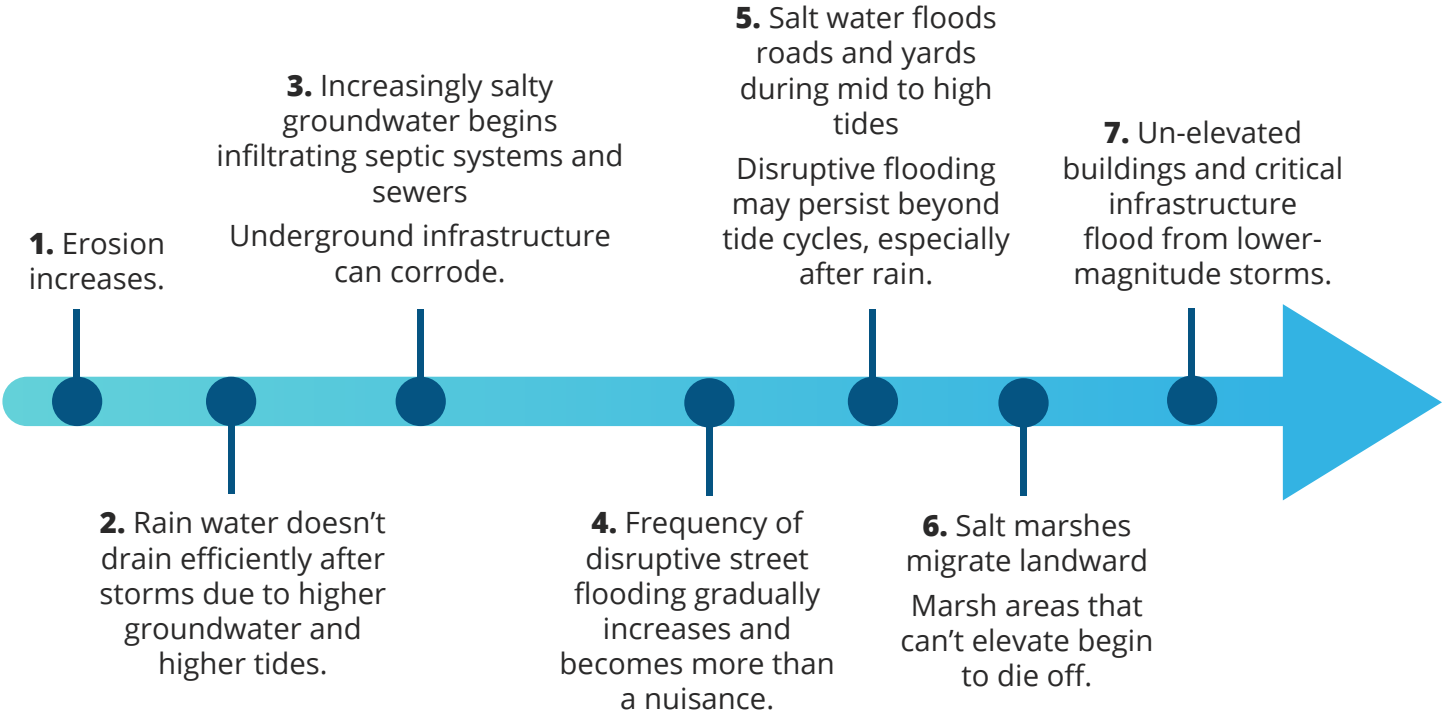 1. Erosion
increases.
2. Rain water doesn't
drain efficiently after
storms due to higher
groundwater and
higher tides.
3. Increasingly salty
groundwater begins
infiltrating septic systems and
sewers
Underground infrastructure
can corrode.
4. Frequency of
disruptive street
flooding gradually
increases and
becomes more than
a nuisance.
5. Salt water floods
roads and yards
during mid to high
tides
Disruptive flooding
may persist beyond
tide cycles, especially
after rain.
6. Salt marshes
migrate landward
Marsh areas that
can't elevate begin
to die off.
7. Un-elevated
buildings and critical
infrastructure
flood from lower-
magnitude storms.